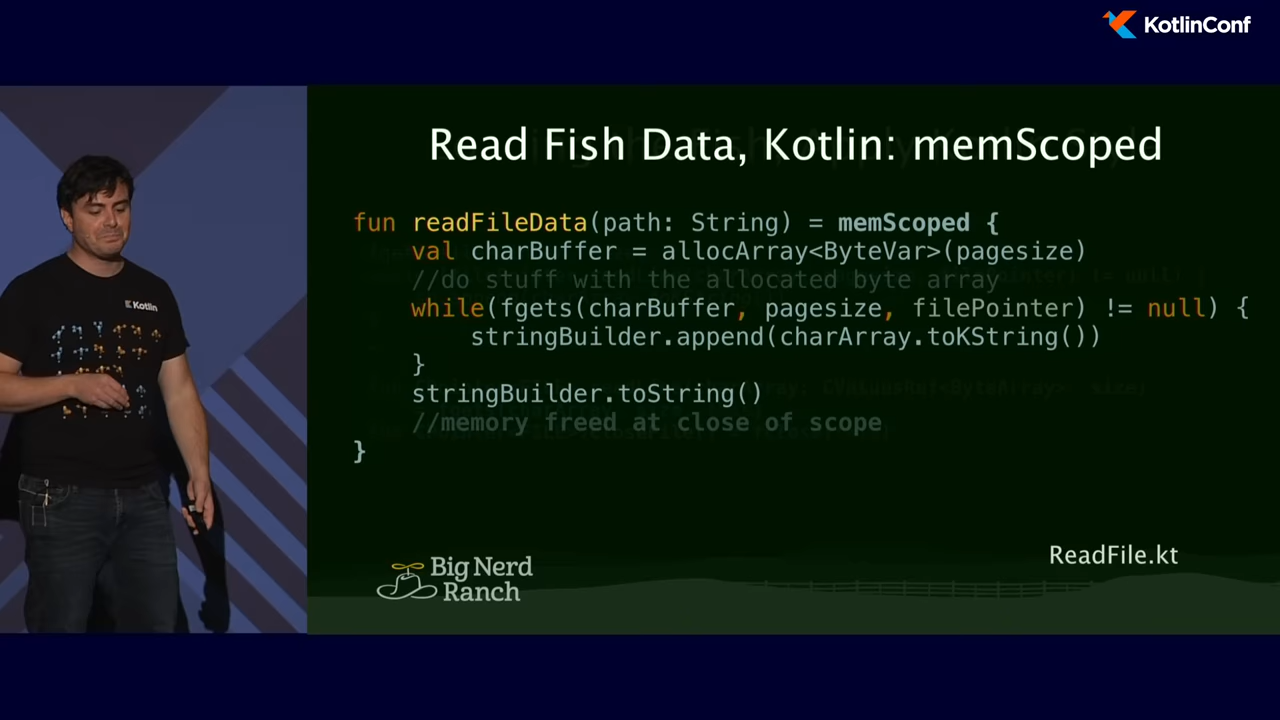 KotlinConf
Kotlin
Read Fish Data, Kotlin: memScoped
fun readFileData(path: String) = memScoped {
val charBuffer = allocArray<ByteVar>(pagesize)
//do stuff with the allocated byte array
while(fgets(charBuffer, pagesize, filePointer) != null) {
stringBuilder.append(charArray.toKString())
}
stringBuilder.toString()
//memory freed at close of scope
}
ReadFile.kt
Big Nerd
Ranch